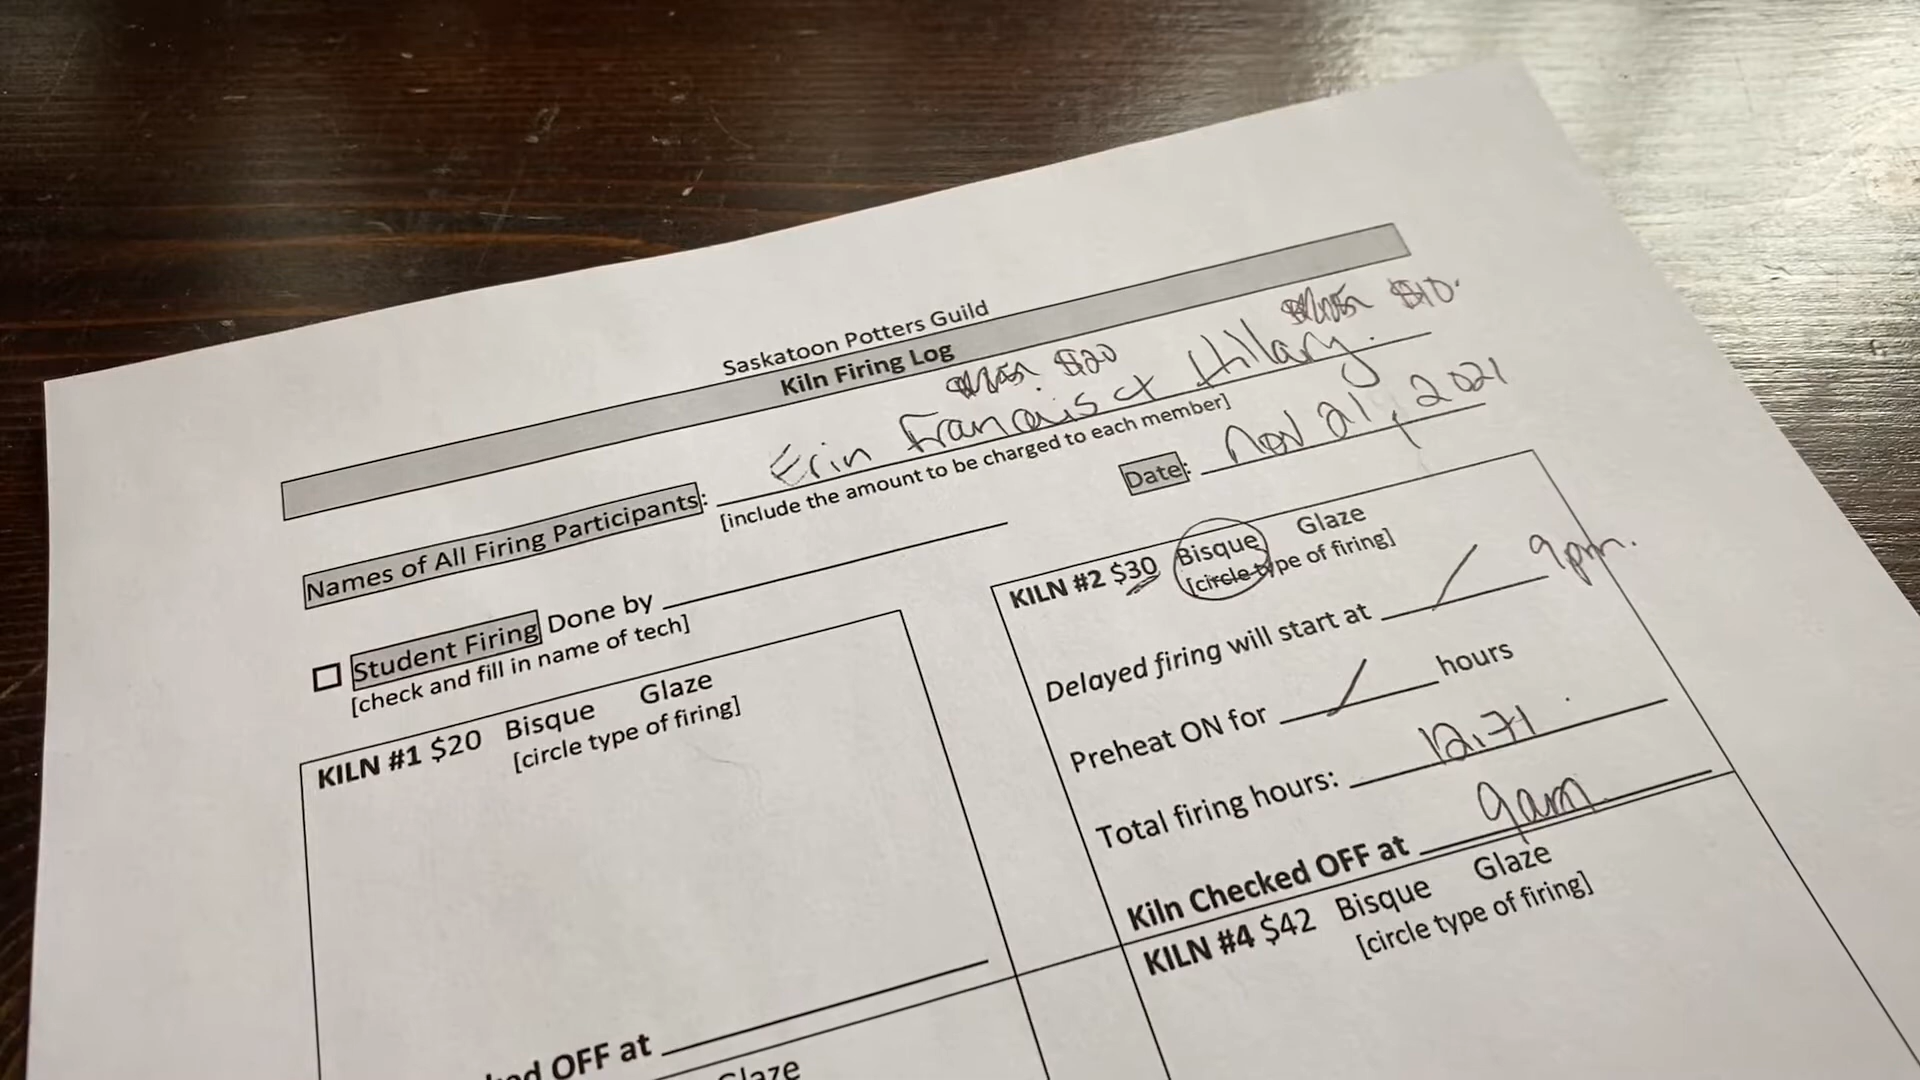 Saskatoon Potters Guild
Kiln Firing Log
$20 $10.
Names of All Firing Participants: Erin Francais & Hilary.
[include the amount to be charged to each member]
Date: Nov 21, 2021
Student Firing Done by
[check and fill in name of tech]
KILN #1 $20 Bisque Glaze
[circle type of firing]
OFF at
Glaze
KILN #2 $30 Bisque Glaze
[circle type of firing]
Delayed firing will start at / 9pm.
Preheat ON for / hours
Total firing hours: 12.71
Kiln Checked OFF at 9am
KILN #4 $42 Bisque Glaze
[circle type of firing]